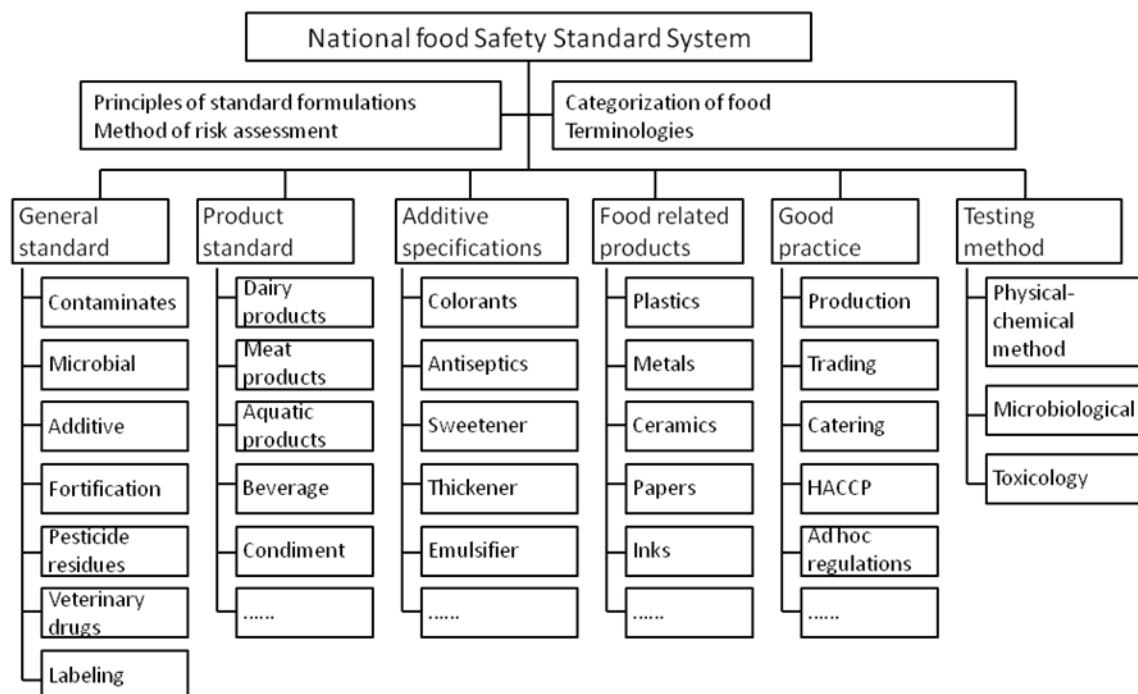 National food Safety Standard System
Principles of standard formulations
Method of risk assessment
Categorization of food
Terminologies
General
standard
Contaminates
Microbial
Additive
Fortification
Pesticide
residues
Veterinary
drugs
Labeling
Product
standard
Dairy
products
Meat
products
Aquatic
products
Beverage
Condiment
......
Additive
specifications
Colorants
Antiseptics
Sweetener
Thickener
Emulsifier
......
Food related
products
Plastics
Metals
Ceramics
Papers
Inks
......
Good
practice
Production
Trading
Catering
HACCP
Ad hoc
regulations
......
Testing
method
Physical-
chemical
method
Microbiological
Toxicology